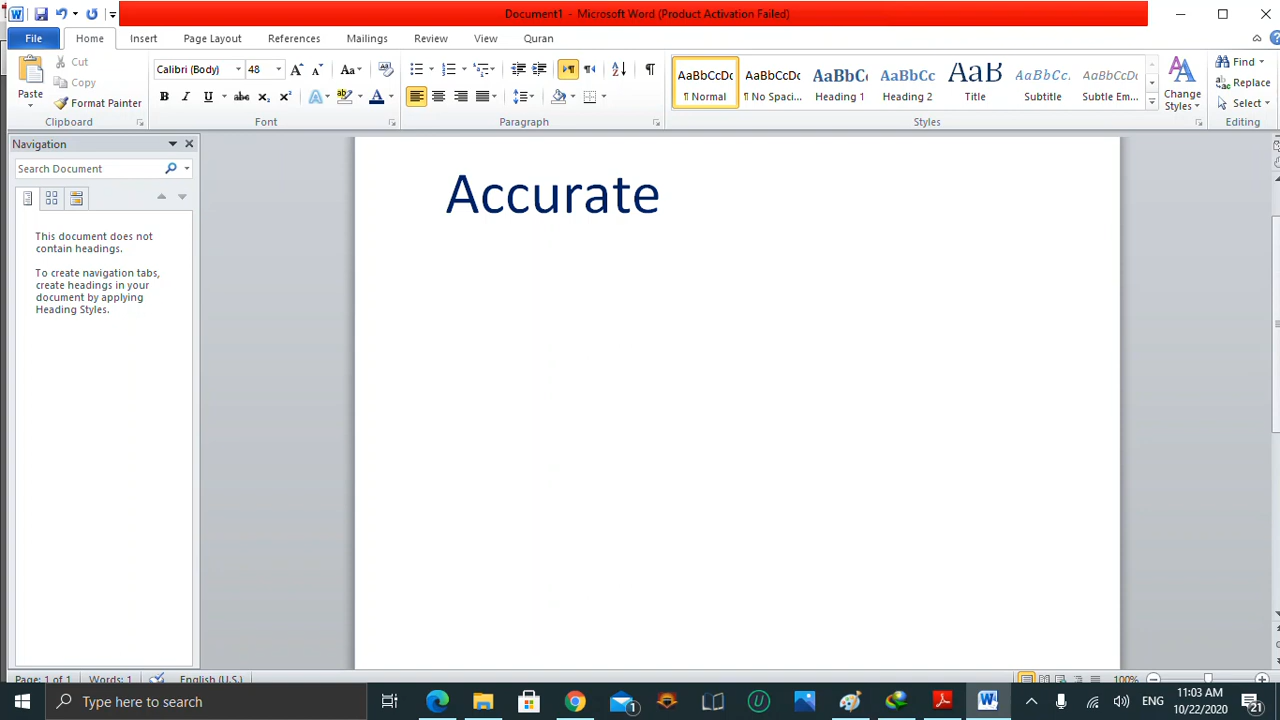 Document1 - Microsoft Word (Product Activation Failed)
File Home Insert Page Layout References Mailings Review View Quran
Paste
Cut
Copy
Format Painter
Clipboard
Calibri (Body) 48
Font
Paragraph
AaBbCcDc AaBbCcDc AaBbC AaBbCc AaB AaBbCc. AaBbCcDc
¶ Normal ¶ No Spaci... Heading 1 Heading 2 Title Subtitle Subtle Em...
Styles
Change
Styles
Find
Replace
Select
Editing
Navigation
Search Document
This document does not
contain headings.
To create navigation tabs,
create headings in your
document by applying
Heading Styles.
Accurate
Page: 1 of 1 Words: 1 English (U.S.) 100%
Type here to search
1
ENG
11:03 AM
10/22/2020
21